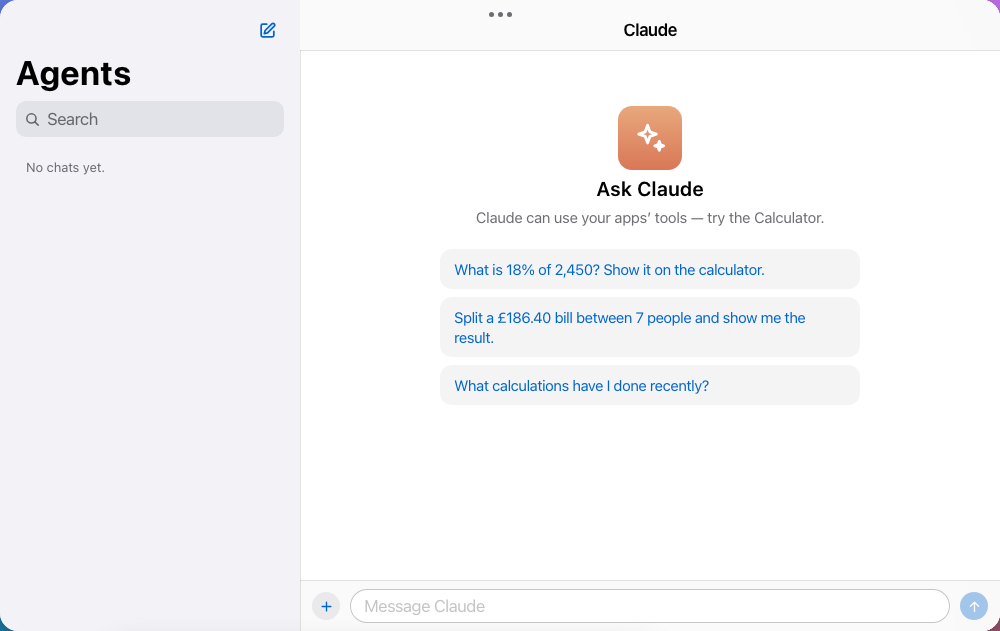 Claude
Agents
Search
No chats yet.
Ask Claude
Claude can use your apps’ tools — try the Calculator.
What is 18% of 2,450? Show it on the calculator.
Split a £186.40 bill between 7 people and show me the
result.
What calculations have I done recently?
Message Claude